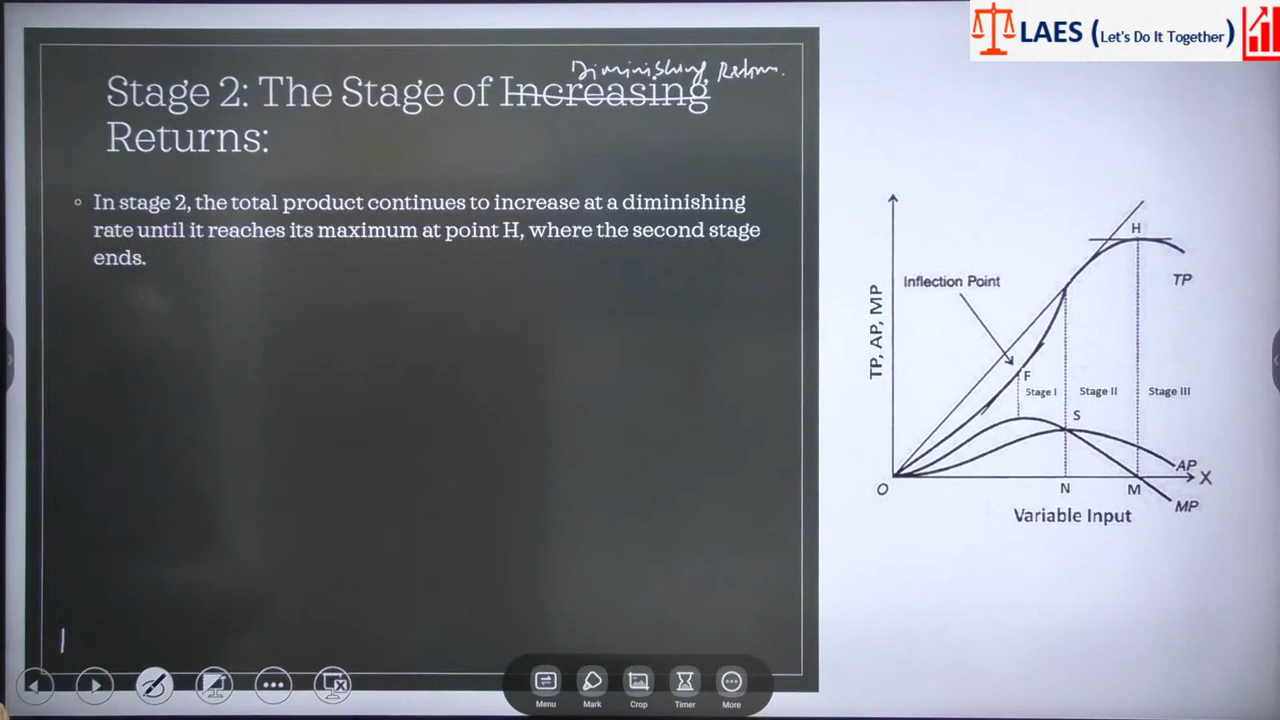 LAES (Let's Do It Together)
Diminishing Return.
Stage 2: The Stage of Increasing
Returns:
In stage 2, the total product continues to increase at a diminishing
rate until it reaches its maximum at point H, where the second stage
ends.
H
Inflection Point
TP
TP, AP, MP
F
Stage I
Stage II
Stage III
S
AP
O
N
M
X
MP
Variable Input
Menu
Mark
Crop
Timer
More